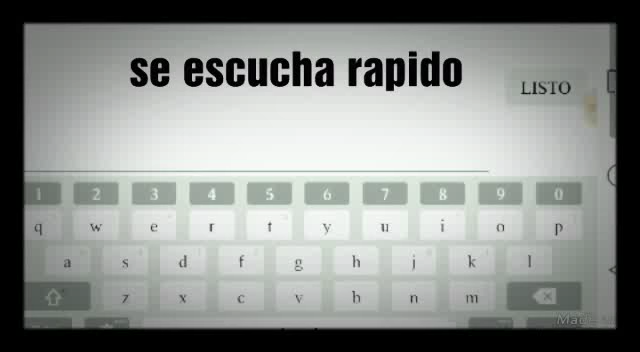 se escucha rapido
LISTO
1 2 3 4 5 6 7 8 9 0
q w e r t y u i o p
a s d f g h j k l
z x c v b n m